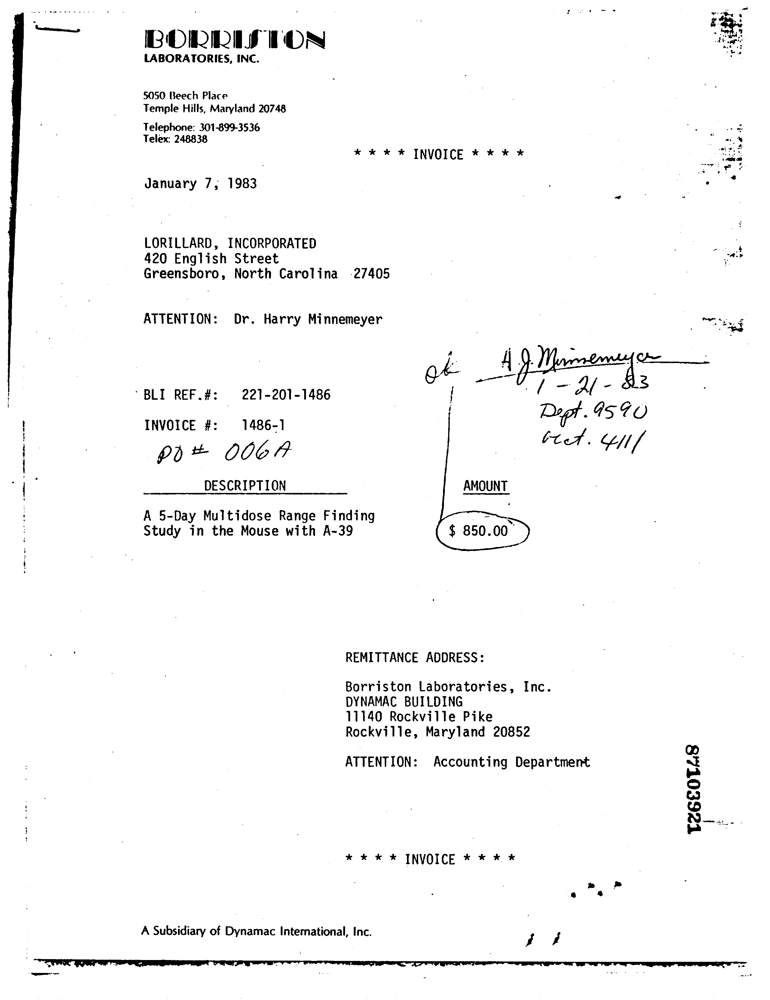 BORRISTON
LABORATORIES, INC.
5050 Beech Place
Temple Hills, Maryland 20748
Telephone: 301-899-3536
Telex: 248838
* * * * INVOICE * * * *
January 7, 1983
LORILLARD, INCORPORATED
420 English Street
Greensboro, North Carolina 27405
ATTENTION: Dr. Harry Minnemeyer
ok H.J. Minnemeyer
1-21-83
Dept. 9590
Acct. 4111
BLI REF.#: 221-201-1486
INVOICE #: 1486-1
PO # 006A
DESCRIPTION AMOUNT
A 5-Day Multidose Range Finding
Study in the Mouse with A-39 $ 850.00
REMITTANCE ADDRESS:
Borriston Laboratories, Inc.
DYNAMAC BUILDING
11140 Rockville Pike
Rockville, Maryland 20852
ATTENTION: Accounting Department
87103921
* * * * INVOICE * * * *
A Subsidiary of Dynamac International, Inc.